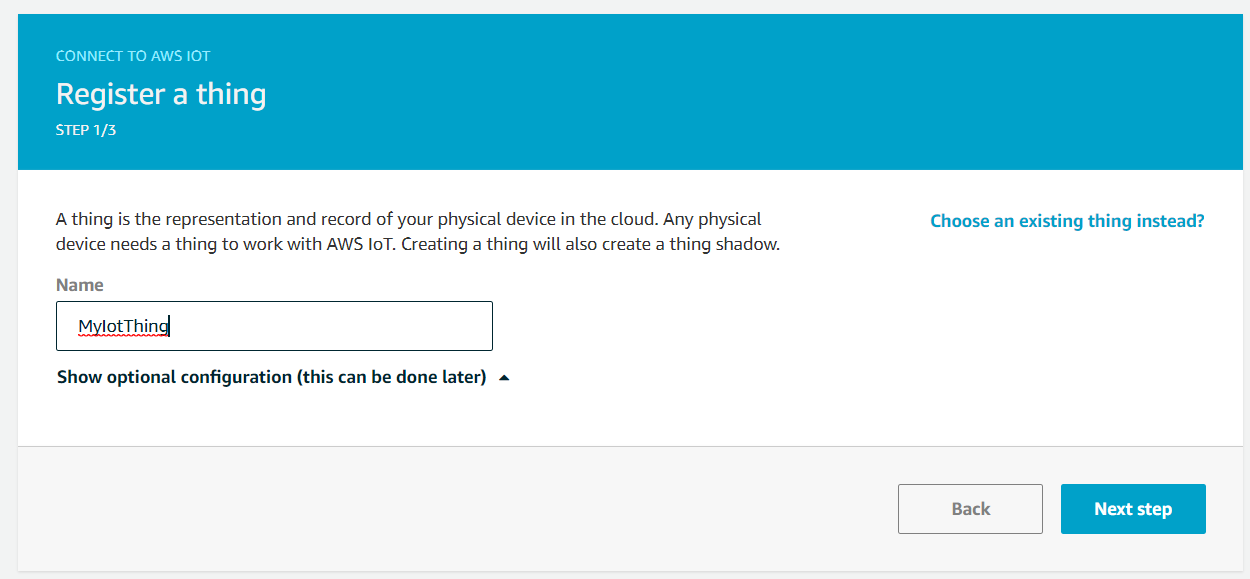 CONNECT TO AWS IOT
Register a thing
STEP 1/3
A thing is the representation and record of your physical device in the cloud. Any physical
device needs a thing to work with AWS IoT. Creating a thing will also create a thing shadow.
Choose an existing thing instead?
Name
MyIotThing
Show optional configuration (this can be done later)
Back
Next step